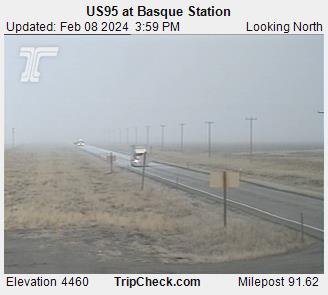 US95 at Basque Station
Updated: Feb 08 2024 3:59 PM Looking North
Elevation 4460 TripCheck.com Milepost 91.62